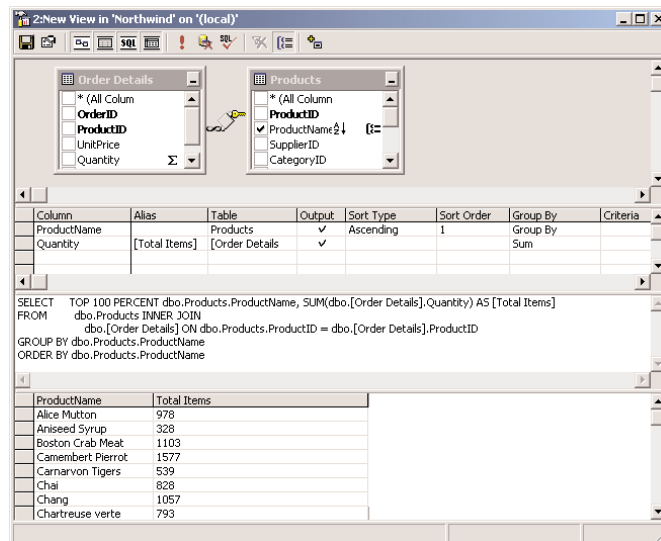 2:New View in 'Northwind' on '(local)'
SQL
SQL
Order Details
* (All Colum
OrderID
ProductID
UnitPrice
Quantity Σ
Products
* (All Column
ProductID
ProductName
SupplierID
CategoryID
Column Alias Table Output Sort Type Sort Order Group By Criteria
ProductName Products Ascending 1 Group By
Quantity [Total Items] [Order Details Sum
SELECT TOP 100 PERCENT dbo.Products.ProductName, SUM(dbo.[Order Details].Quantity) AS [Total Items]
FROM dbo.Products INNER JOIN
dbo.[Order Details] ON dbo.Products.ProductID = dbo.[Order Details].ProductID
GROUP BY dbo.Products.ProductName
ORDER BY dbo.Products.ProductName
ProductName Total Items
Alice Mutton 978
Aniseed Syrup 328
Boston Crab Meat 1103
Camembert Pierrot 1577
Carnarvon Tigers 539
Chai 828
Chang 1057
Chartreuse verte 793